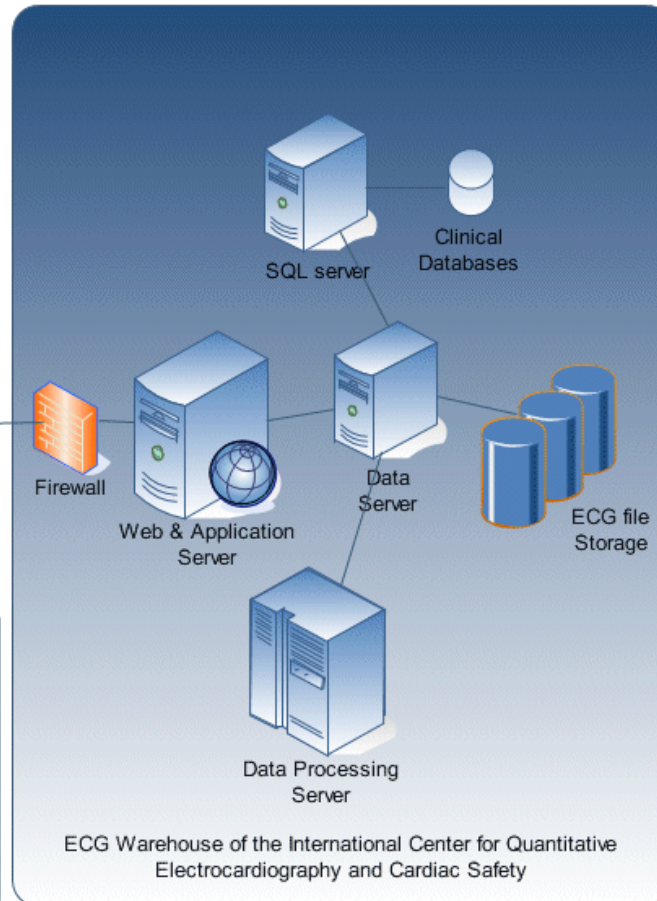 SQL server
Clinical
Databases
Firewall
Web & Application
Server
Data
Server
ECG file
Storage
Data Processing
Server
ECG Warehouse of the International Center for Quantitative
Electrocardiography and Cardiac Safety